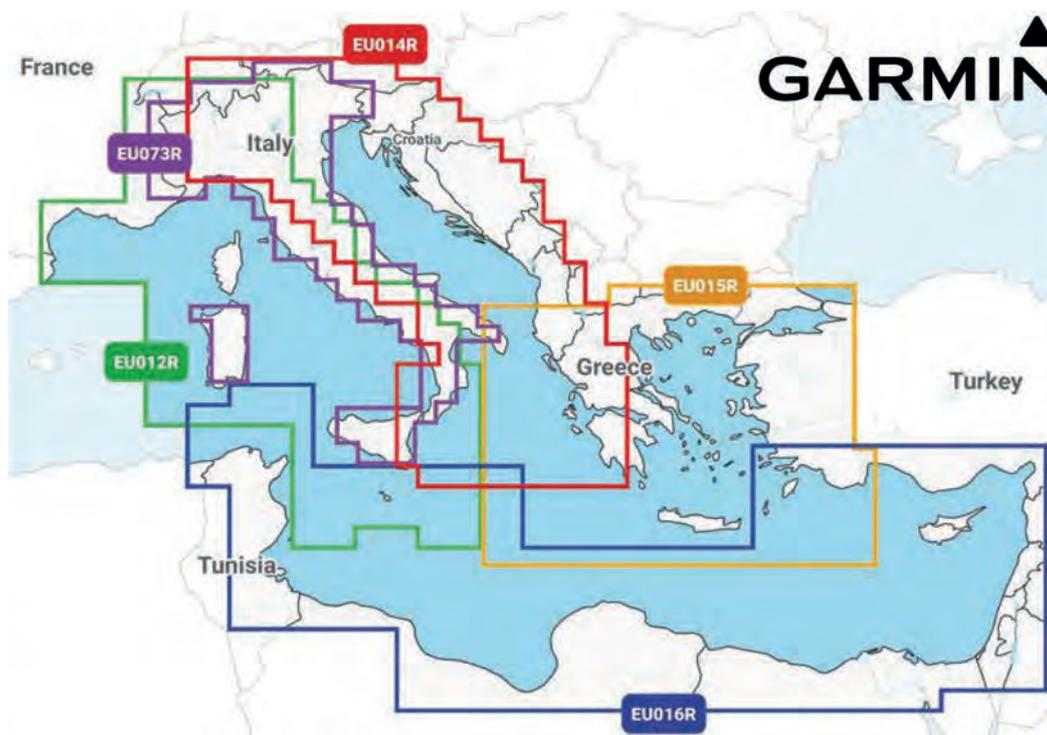 EU014R
France
GARMIN
Italy
Croatia
EU073R
EU015R
EU012R
Greece
Turkey
Tunisia
EU016R